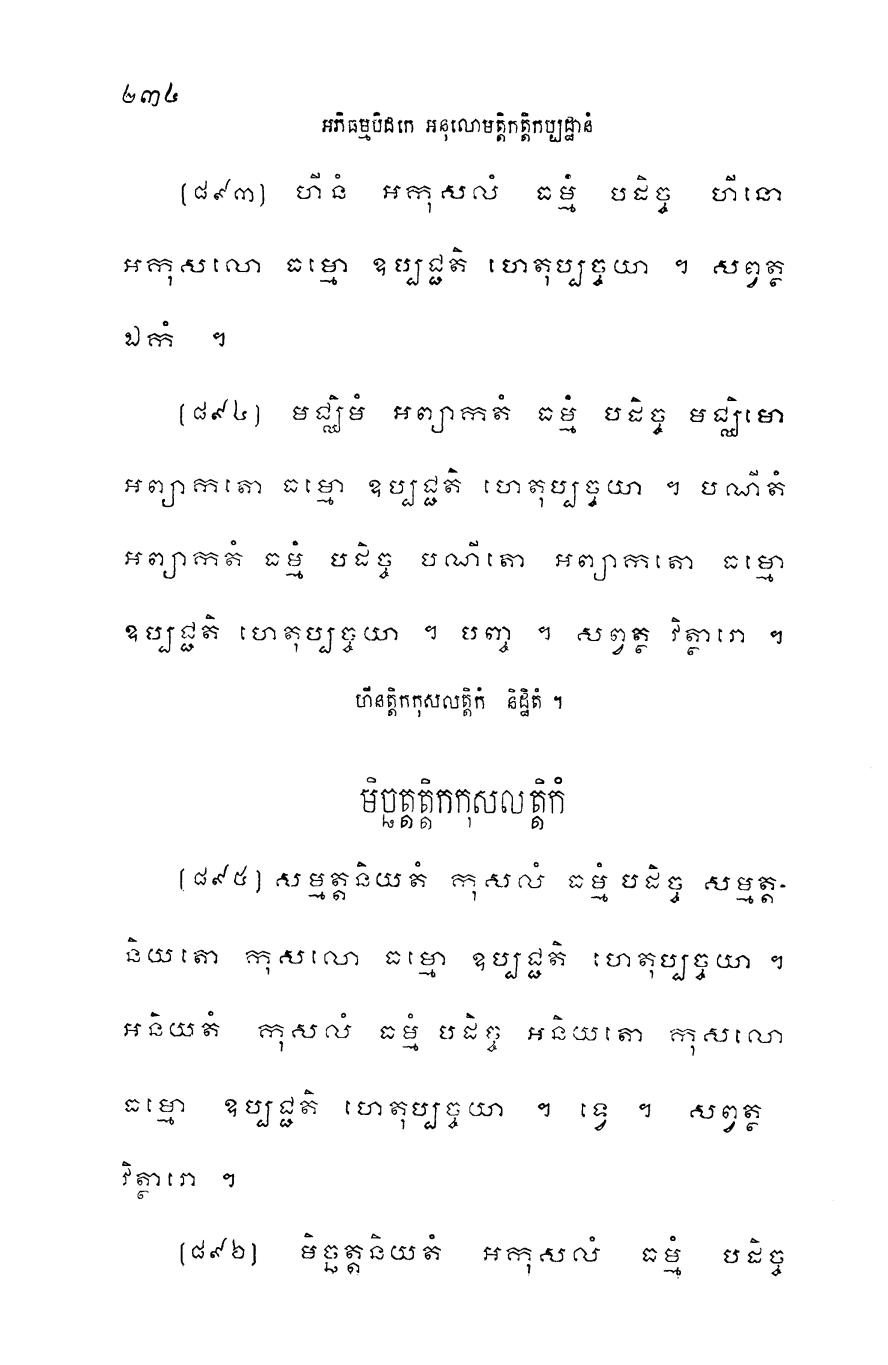 ២៣៤
អភិធម្មបិដកេ អនុលោមត្តិកត្តិកប្បដ្ឋានំ
[៨៩៣] ហីនំ អកុសលំ ធម្មំ បដិច្ច ហីនោ
អកុសលោ ធម្មោ ឧប្បជ្ជតិ ហេតុប្បច្ចយា ។ សព្វត្ថ
ឯកំ ។
[៨៩៤] មជ្ឈិមំ អព្យាកតំ ធម្មំ បដិច្ច មជ្ឈិមោ
អព្យាកតោ ធម្មោ ឧប្បជ្ជតិ ហេតុប្បច្ចយា ។ បណីតំ
អព្យាកតំ ធម្មំ បដិច្ច បណីតោ អព្យាកតោ ធម្មោ
ឧប្បជ្ជតិ ហេតុប្បច្ចយា ។ បញ្ច ។ សព្វត្ថ វិត្ថារោ ។
ហីនត្តិកកុសលត្តិកំ និដ្ឋិតំ ។
មិច្ឆត្តត្តិកកុសលត្តិកំ
[៨៩៥] សម្មត្តនិយតំ កុសលំ ធម្មំ បដិច្ច សម្មត្ត-
និយតោ កុសលោ ធម្មោ ឧប្បជ្ជតិ ហេតុប្បច្ចយា ។
អនិយតំ កុសលំ ធម្មំ បដិច្ច អនិយតោ កុសលោ
ធម្មោ ឧប្បជ្ជតិ ហេតុប្បច្ចយា ។ ទ្វេ ។ សព្វត្ថ
វិត្ថារោ ។
[៨៩៦] មិច្ឆត្តនិយតំ អកុសលំ ធម្មំ បដិច្ច